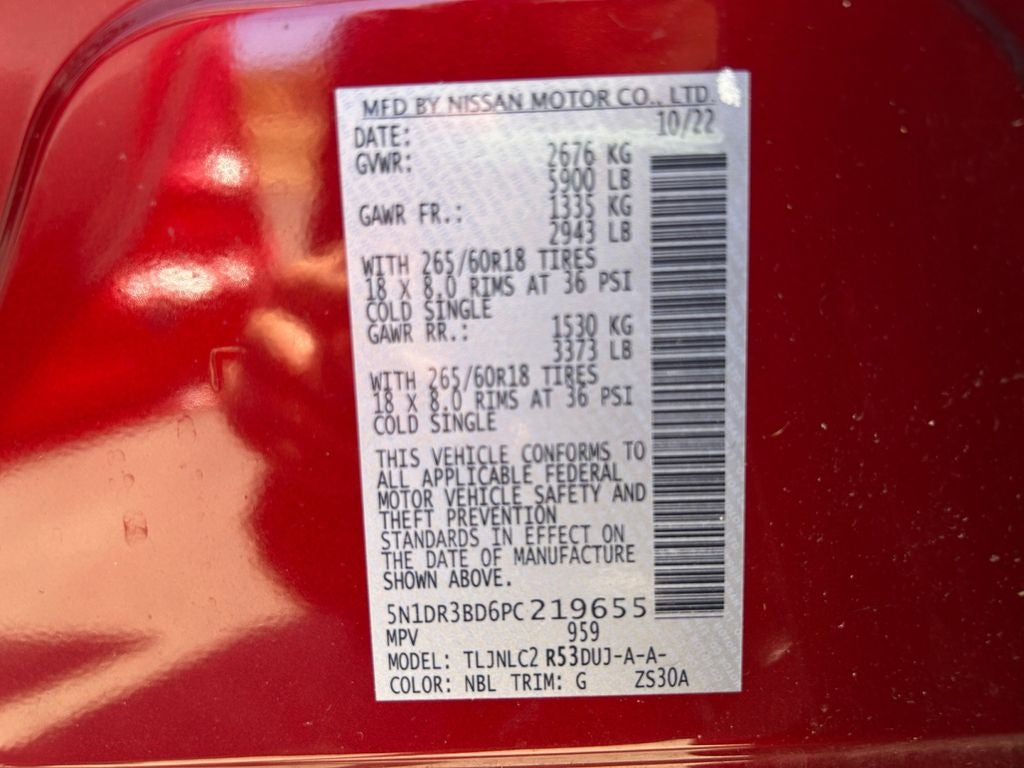 MFD BY NISSAN MOTOR CO., LTD.
DATE: 10/22
GVWR: 2676 KG
5900 LB
GAWR FR.: 1335 KG
2943 LB
WITH 265/60R18 TIRES
18 X 8.0 RIMS AT 36 PSI
COLD SINGLE
GAWR RR.: 1530 KG
3373 LB
WITH 265/60R18 TIRES
18 X 8.0 RIMS AT 36 PSI
COLD SINGLE
THIS VEHICLE CONFORMS TO
ALL APPLICABLE FEDERAL
MOTOR VEHICLE SAFETY AND
THEFT PREVENTION
STANDARDS IN EFFECT ON
THE DATE OF MANUFACTURE
SHOWN ABOVE.
5N1DR3BD6PC219655
MPV 959
MODEL: TLJNLC2 R53DUJ-A-A-
COLOR: NBL TRIM: G ZS30A